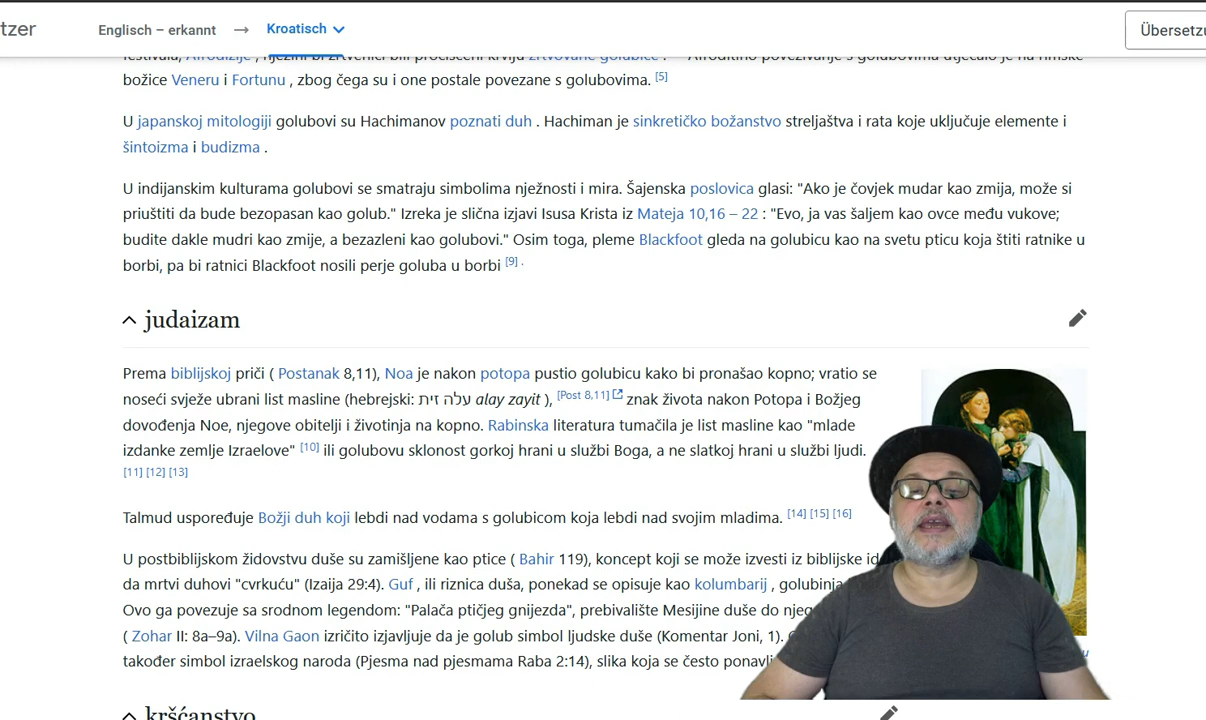 tzer
Englisch – erkannt → Kroatisch
Übersetzu
božice Veneru i Fortunu , zbog čega su i one postale povezane s golubovima. [5]
U japanskoj mitologiji golubovi su Hachimanov poznati duh . Hachiman je sinkretičko božanstvo streljaštva i rata koje uključuje elemente i
šintoizma i budizma .
U indijanskim kulturama golubovi se smatraju simbolima nježnosti i mira. Šajenska poslovica glasi: "Ako je čovjek mudar kao zmija, može si
priuštiti da bude bezopasan kao golub." Izreka je slična izjavi Isusa Krista iz Mateja 10,16 – 22 : "Evo, ja vas šaljem kao ovce među vukove;
budite dakle mudri kao zmije, a bezazleni kao golubovi." Osim toga, pleme Blackfoot gleda na golubicu kao na svetu pticu koja štiti ratnike u
borbi, pa bi ratnici Blackfoot nosili perje goluba u borbi [9] .
judaizam
Prema biblijskoj priči ( Postanak 8,11), Noa je nakon potopa pustio golubicu kako bi pronašao kopno; vratio se
noseći svježe ubrani list masline (hebrejski: עלה זית alay zayit ), [Post 8,11] znak života nakon Potopa i Božjeg
dovođenja Noe, njegove obitelji i životinja na kopno. Rabinska literatura tumačila je list masline kao "mlade
izdanke zemlje Izraelove" [10] ili golubovu sklonost gorkoj hrani u službi Boga, a ne slatkoj hrani u službi ljudi.
[11] [12] [13]
Talmud uspoređuje Božji duh koji lebdi nad vodama s golubicom koja lebdi nad svojim mladima. [14] [15] [16]
U postbiblijskom židovstvu duše su zamišljene kao ptice ( Bahir 119), koncept koji se može izvesti iz biblijske
da mrtvi duhovi "cvrkuću" (Izaija 29:4). Guf , ili riznica duša, ponekad se opisuje kao kolumbarij , golubinja
Ovo ga povezuje sa srodnom legendom: "Palača ptičjeg gnijezda", prebivalište Mesijine duše do
( Zohar II: 8a–9a). Vilna Gaon izričito izjavljuje da je golub simbol ljudske duše (Komentar Joni, 1).
također simbol izraelskog naroda (Pjesma nad pjesmama Raba 2:14), slika koja se često
kršćanstvo